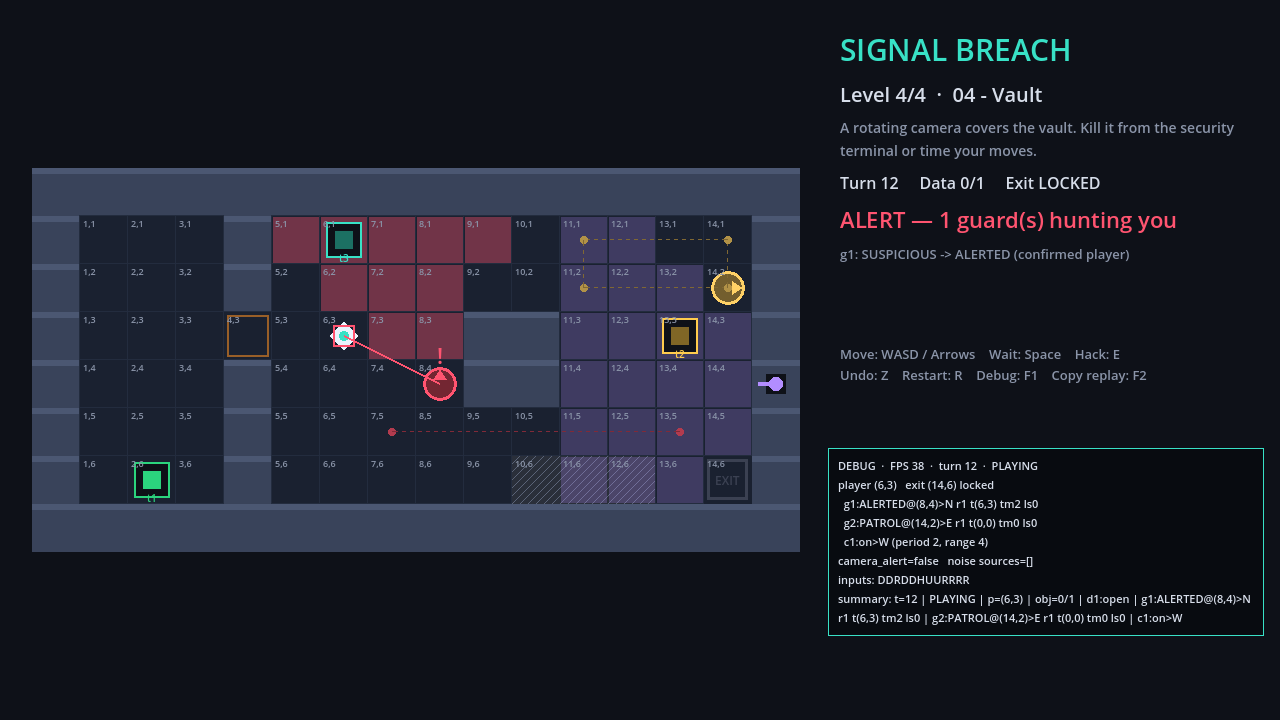 SIGNAL BREACH
Level 4/4 · 04 - Vault
A rotating camera covers the vault. Kill it from the security
terminal or time your moves.
Turn 12 Data 0/1 Exit LOCKED
ALERT — 1 guard(s) hunting you
g1: SUSPICIOUS -> ALERTED (confirmed player)
Move: WASD / Arrows Wait: Space Hack: E
Undo: Z Restart: R Debug: F1 Copy replay: F2
DEBUG · FPS 38 · turn 12 · PLAYING
player (6,3) exit (14,6) locked
g1:ALERTED@(8,4)>N r1 t(6,3) tm2 ls0
g2:PATROL@(14,2)>E r1 t(0,0) tm0 ls0
c1:on>W (period 2, range 4)
camera_alert=false noise sources=[]
inputs: DDRDDHUURRRR
summary: t=12 | PLAYING | p=(6,3) | obj=0/1 | d1:open | g1:ALERTED@(8,4)>N
r1 t(6,3) tm2 ls0 | g2:PATROL@(14,2)>E r1 t(0,0) tm0 ls0 | c1:on>W
1,1 2,1 3,1 5,1 6,1 7,1 8,1 9,1 10,1 11,1 12,1 13,1 14,1
t3
1,2 2,2 3,2 5,2 6,2 7,2 8,2 9,2 10,2 11,2 12,2 13,2 14,2
1,3 2,3 3,3 4,3 5,3 6,3 7,3 8,3 11,3 12,3 13,3 14,3
t2
!
1,4 2,4 3,4 5,4 6,4 7,4 8,4 11,4 12,4 13,4 14,4
1,5 2,5 3,5 5,5 6,5 7,5 8,5 9,5 10,5 11,5 12,5 13,5 14,5
1,6 2,6 3,6 5,6 6,6 7,6 8,6 9,6 10,6 11,6 12,6 13,6 14,6
EXIT
t1